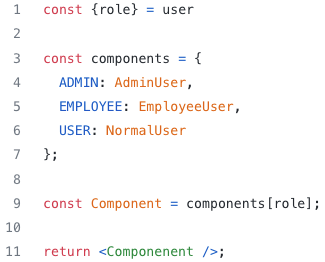 1 const {role} = user
2
3 const components = {
4 ADMIN: AdminUser,
5 EMPLOYEE: EmployeeUser,
6 USER: NormalUser
7 };
8
9 const Component = components[role];
10
11 return <Componenent />;